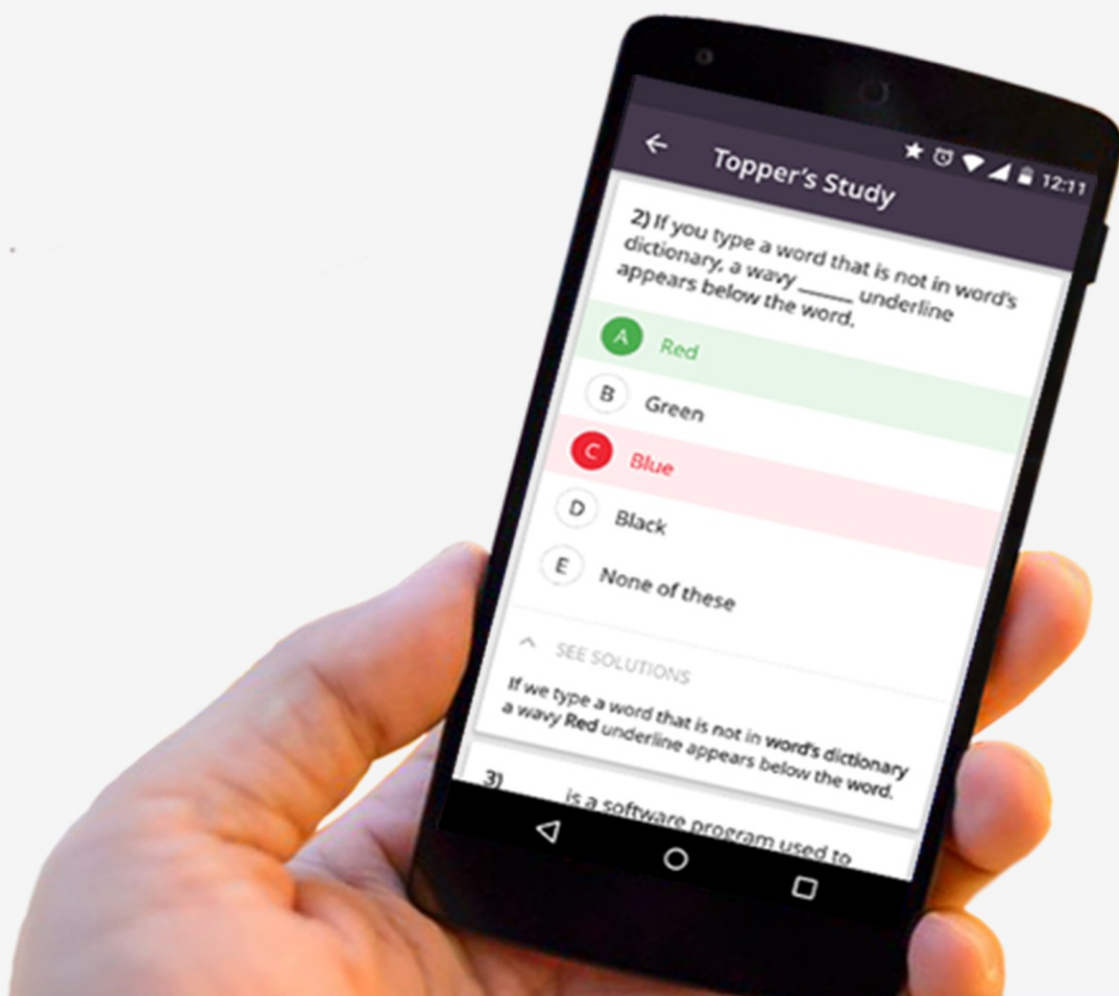 12:11
Topper's Study
2) If you type a word that is not in word's
dictionary, a wavy ______ underline
appears below the word.
A Red
B Green
C Blue
D Black
E None of these
SEE SOLUTIONS
If we type a word that is not in word's dictionary
a wavy Red underline appears below the word.
3) ______ is a software program used to